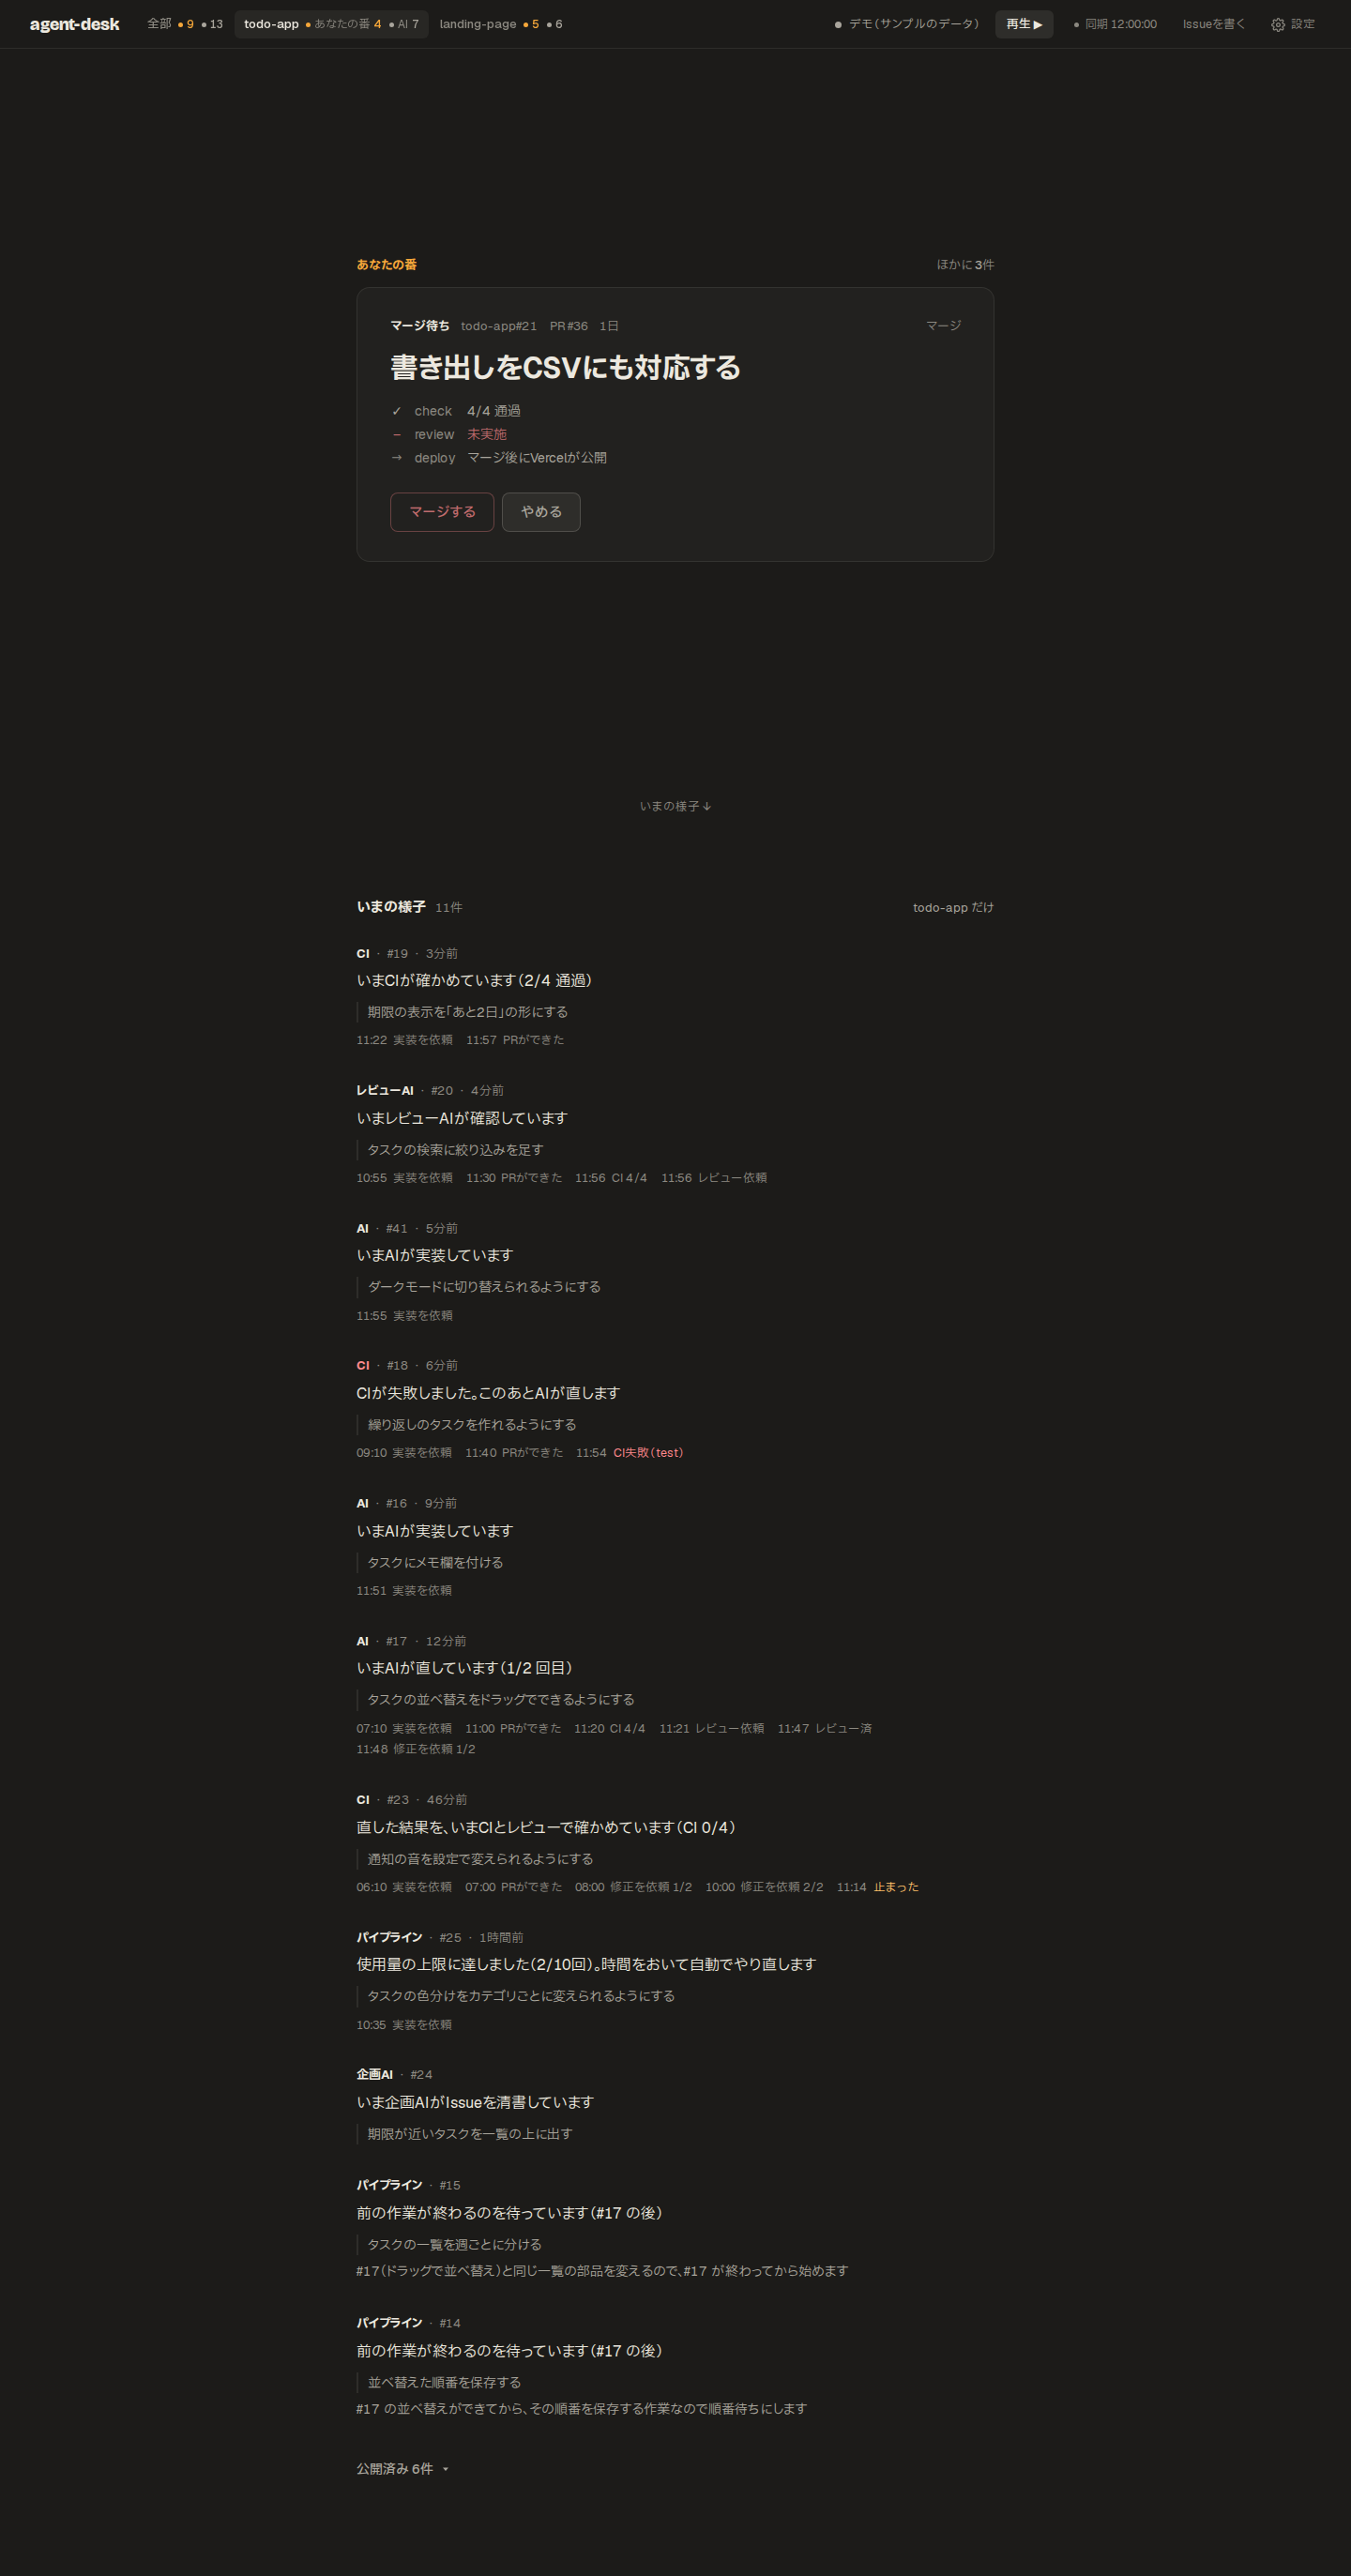 agent-desk 全部 9 13 todo-app あなたの番 4 AI 7 landing-page 5 6 デモ（サンプルのデータ） 再生 ▶ 同期 12:00:00 Issueを書く 設定
あなたの番 ほかに 3件
マージ待ち todo-app#21 PR #36 1日 マージ
書き出しをCSVにも対応する
✓ check 4/4 通過
– review 未実施
→ deploy マージ後にVercelが公開
マージする やめる
いまの様子 ↓
いまの様子 11件 todo-app だけ
CI · #19 · 3分前
いまCIが確かめています（2/4 通過）
期限の表示を「あと2日」の形にする
11:22 実装を依頼 11:57 PRができた
レビューAI · #20 · 4分前
いまレビューAIが確認しています
タスクの検索に絞り込みを足す
10:55 実装を依頼 11:30 PRができた 11:56 CI 4/4 11:56 レビュー依頼
AI · #41 · 5分前
いまAIが実装しています
ダークモードに切り替えられるようにする
11:55 実装を依頼
CI · #18 · 6分前
CIが失敗しました。このあとAIが直します
繰り返しのタスクを作れるようにする
09:10 実装を依頼 11:40 PRができた 11:54 CI失敗（test）
AI · #16 · 9分前
いまAIが実装しています
タスクにメモ欄を付ける
11:51 実装を依頼
AI · #17 · 12分前
いまAIが直しています（1/2 回目）
タスクの並べ替えをドラッグでできるようにする
07:10 実装を依頼 11:00 PRができた 11:20 CI 4/4 11:21 レビュー依頼 11:47 レビュー済
11:48 修正を依頼 1/2
CI · #23 · 46分前
直した結果を、いまCIとレビューで確かめています（CI 0/4）
通知の音を設定で変えられるようにする
06:10 実装を依頼 07:00 PRができた 08:00 修正を依頼 1/2 10:00 修正を依頼 2/2 11:14 止まった
パイプライン · #25 · 1時間前
使用量の上限に達しました（2/10回）。時間をおいて自動でやり直します
タスクの色分けをカテゴリごとに変えられるようにする
10:35 実装を依頼
企画AI · #24
いま企画AIがIssueを清書しています
期限が近いタスクを一覧の上に出す
パイプライン · #15
前の作業が終わるのを待っています（#17 の後）
タスクの一覧を週ごとに分ける
#17（ドラッグで並べ替え）と同じ一覧の部品を変えるので、#17 が終わってから始めます
パイプライン · #14
前の作業が終わるのを待っています（#17 の後）
並べ替えた順番を保存する
#17 の並べ替えができてから、その順番を保存する作業なので順番待ちにします
公開済み 6件